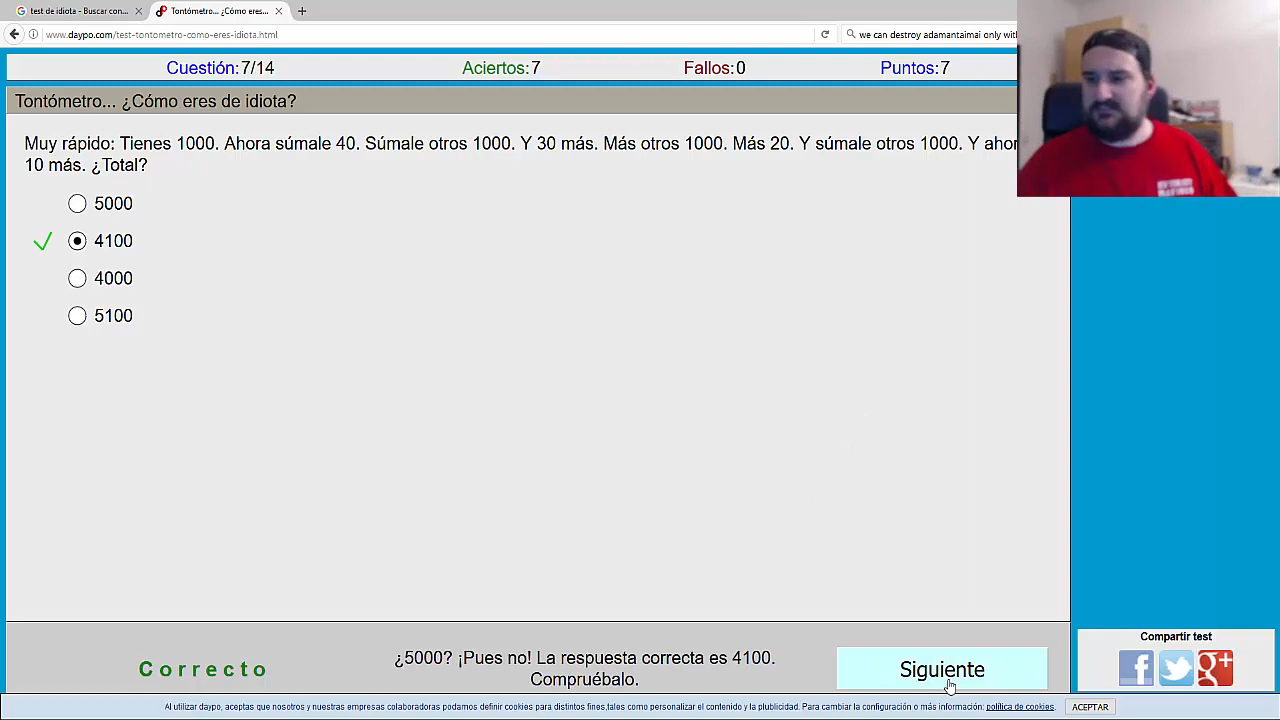 test de idiota - Buscar con...
Tontómetro... ¿Cómo eres...
www.daypo.com/test-tontometro-como-eres-idiota.html
we can destroy adamantaimai only with
Cuestión:7/14
Aciertos:7
Fallos:0
Puntos:7
Tontómetro... ¿Cómo eres de idiota?
Muy rápido: Tienes 1000. Ahora súmale 40. Súmale otros 1000. Y 30 más. Más otros 1000. Más 20. Y súmale otros 1000. Y ahor
10 más. ¿Total?
5000
4100
4000
5100
Correcto
¿5000? ¡Pues no! La respuesta correcta es 4100.
Compruébalo.
Siguiente
Compartir test
f
g+
Al utilizar daypo, aceptas que nosotros y nuestras empresas colaboradoras podamos definir cookies para distintos fines,tales como personalizar el contenido y la plublicidad. Para cambiar la configuración o más información: política de cookies.
ACEPTAR